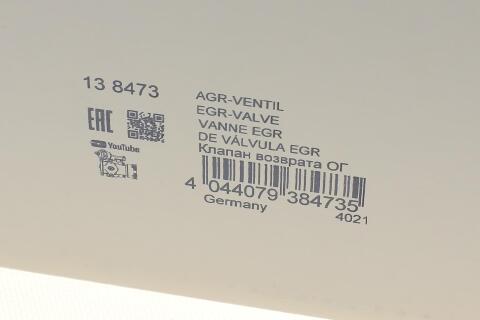 13 8473
EAC
YouTube
AGR-VENTIL
EGR-VALVE
VANNE EGR
DE VÁLVULA EGR
Клапан возврата ОГ
4 044079 384735
Germany
4021